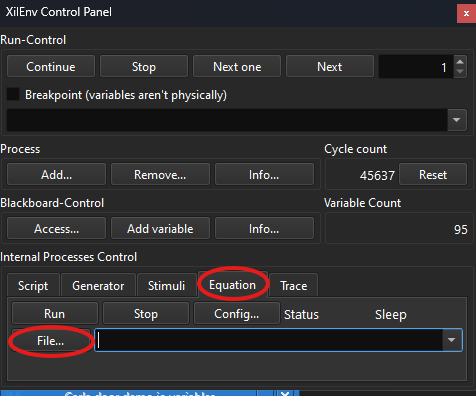 XilEnv Control Panel x
Run-Control
Continue Stop Next one Next 1
Breakpoint (variables aren't physically)
Process Cycle count
Add... Remove... Info... 45637 Reset
Blackboard-Control Variable Count
Access... Add variable Info... 95
Internal Processes Control
Script Generator Stimuli Equation Trace
Run Stop Config... Status Sleep
File...